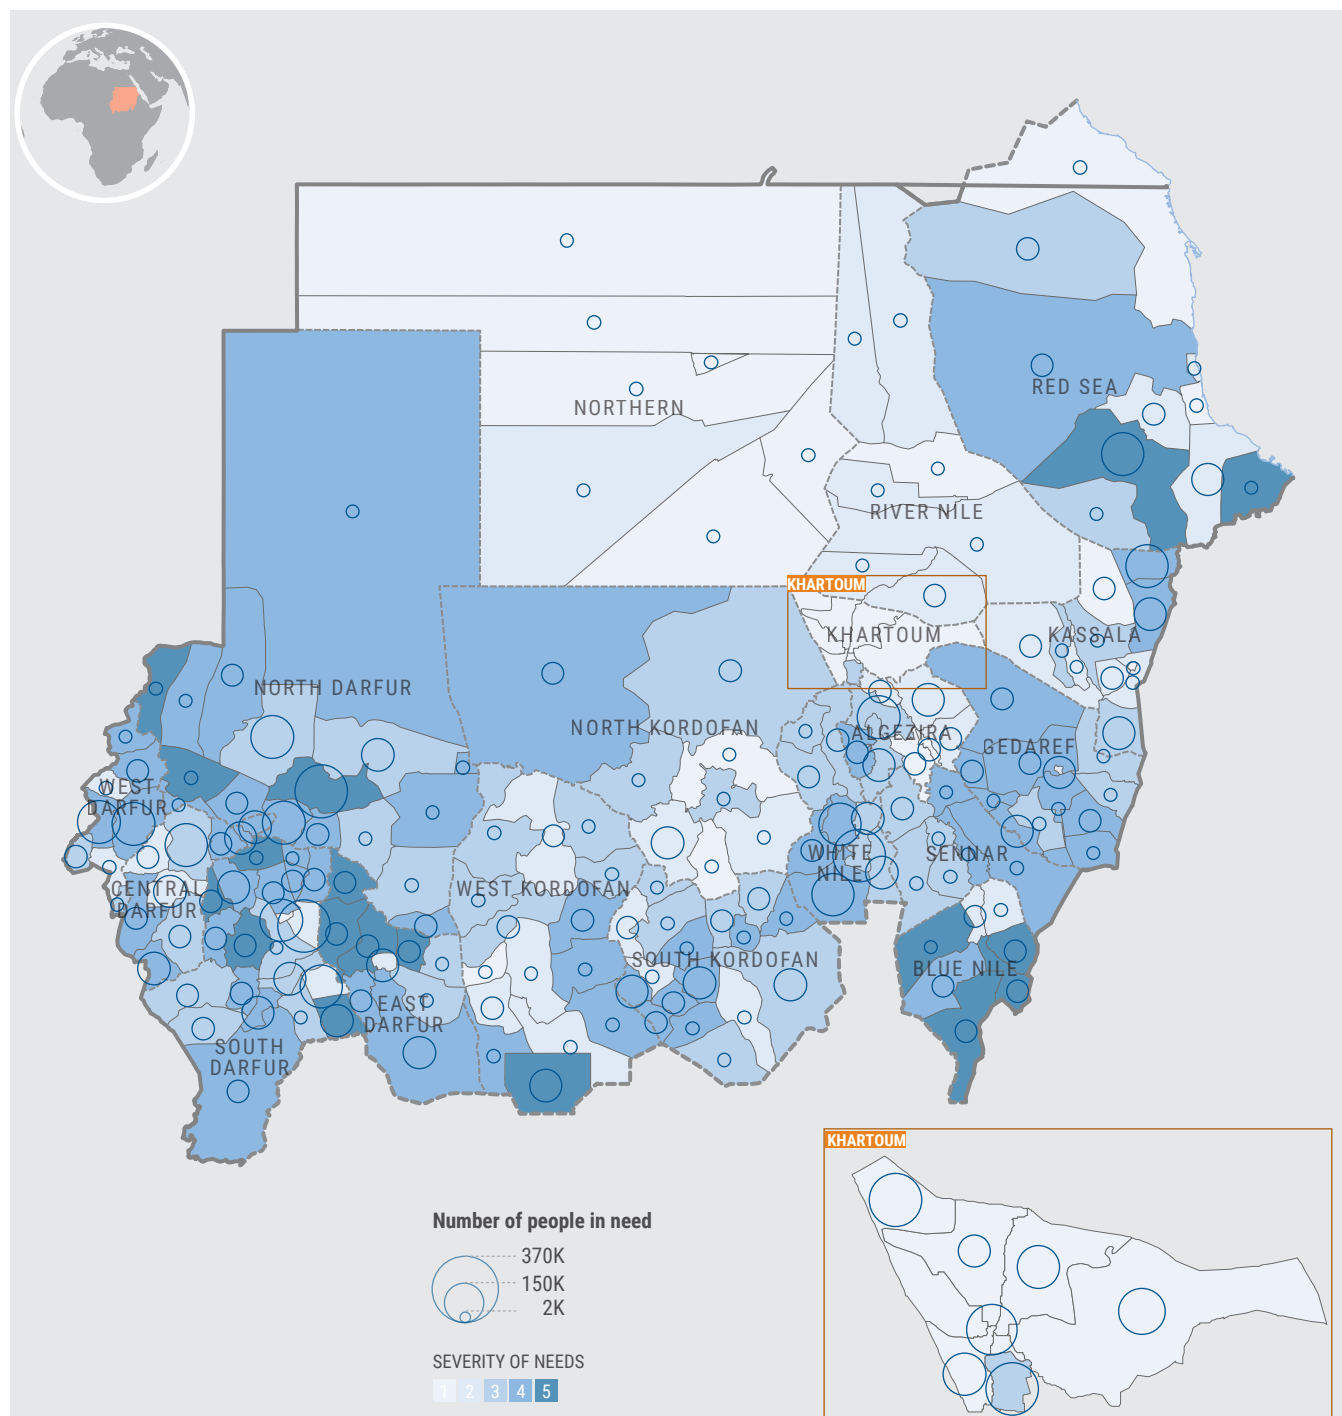 RED SEA
NORTHERN
RIVER NILE
KHARTOUM
KHARTOUM
KASSALA
NORTH DARFUR
NORTH KORDOFAN
ALGEZIRA
GEDAREF
WEST
DARFUR
WHITE
NILE
SENNAR
CENTRAL
DARFUR
WEST KORDOFAN
SOUTH KORDOFAN
BLUE NILE
EAST
DARFUR
SOUTH
DARFUR
KHARTOUM
Number of people in need
370K
150K
2K
SEVERITY OF NEEDS
1 2 3 4 5